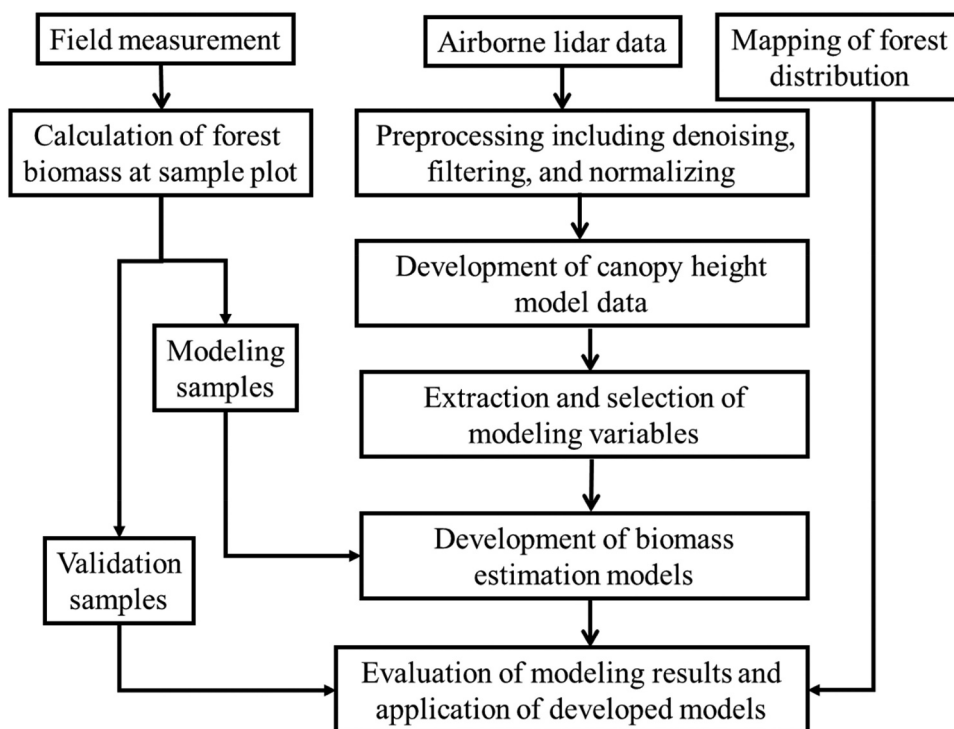 Field measurement
Airborne lidar data
Mapping of forest
distribution
Calculation of forest
biomass at sample plot
Preprocessing including denoising,
filtering, and normalizing
Development of canopy height
model data
Modeling
samples
Extraction and selection of
modeling variables
Validation
samples
Development of biomass
estimation models
Evaluation of modeling results and
application of developed models